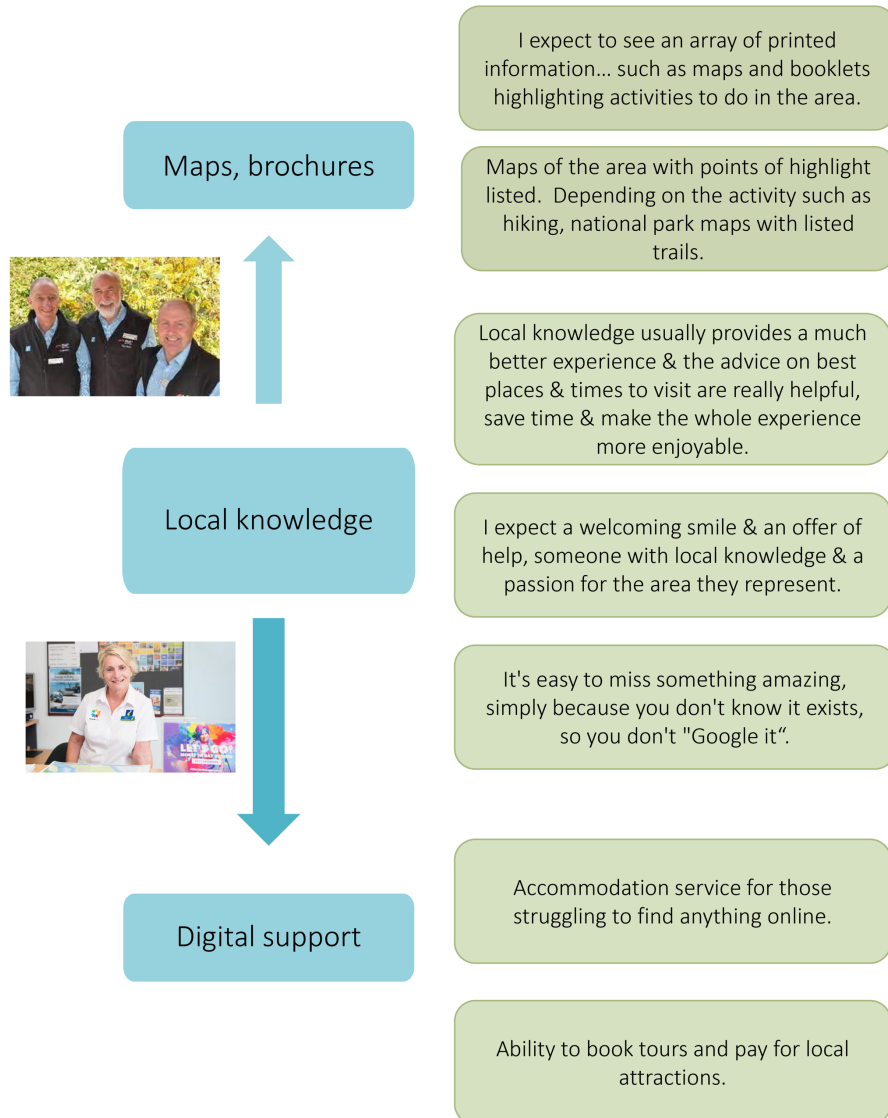 I expect to see an array of printed
information… such as maps and booklets
highlighting activities to do in the area.
Maps, brochures
Maps of the area with points of highlight
listed.  Depending on the activity such as
hiking, national park maps with listed
trails.
Local knowledge usually provides a much
better experience & the advice on best
places & times to visit are really helpful,
save time & make the whole experience
more enjoyable.
Local knowledge
I expect a welcoming smile & an offer of
help, someone with local knowledge & a
passion for the area they represent.
It's easy to miss something amazing,
simply because you don't know it exists,
so you don't "Google it“.
LET'S GO
Accommodation service for those
struggling to find anything online.
Digital support
Ability to book tours and pay for local
attractions.